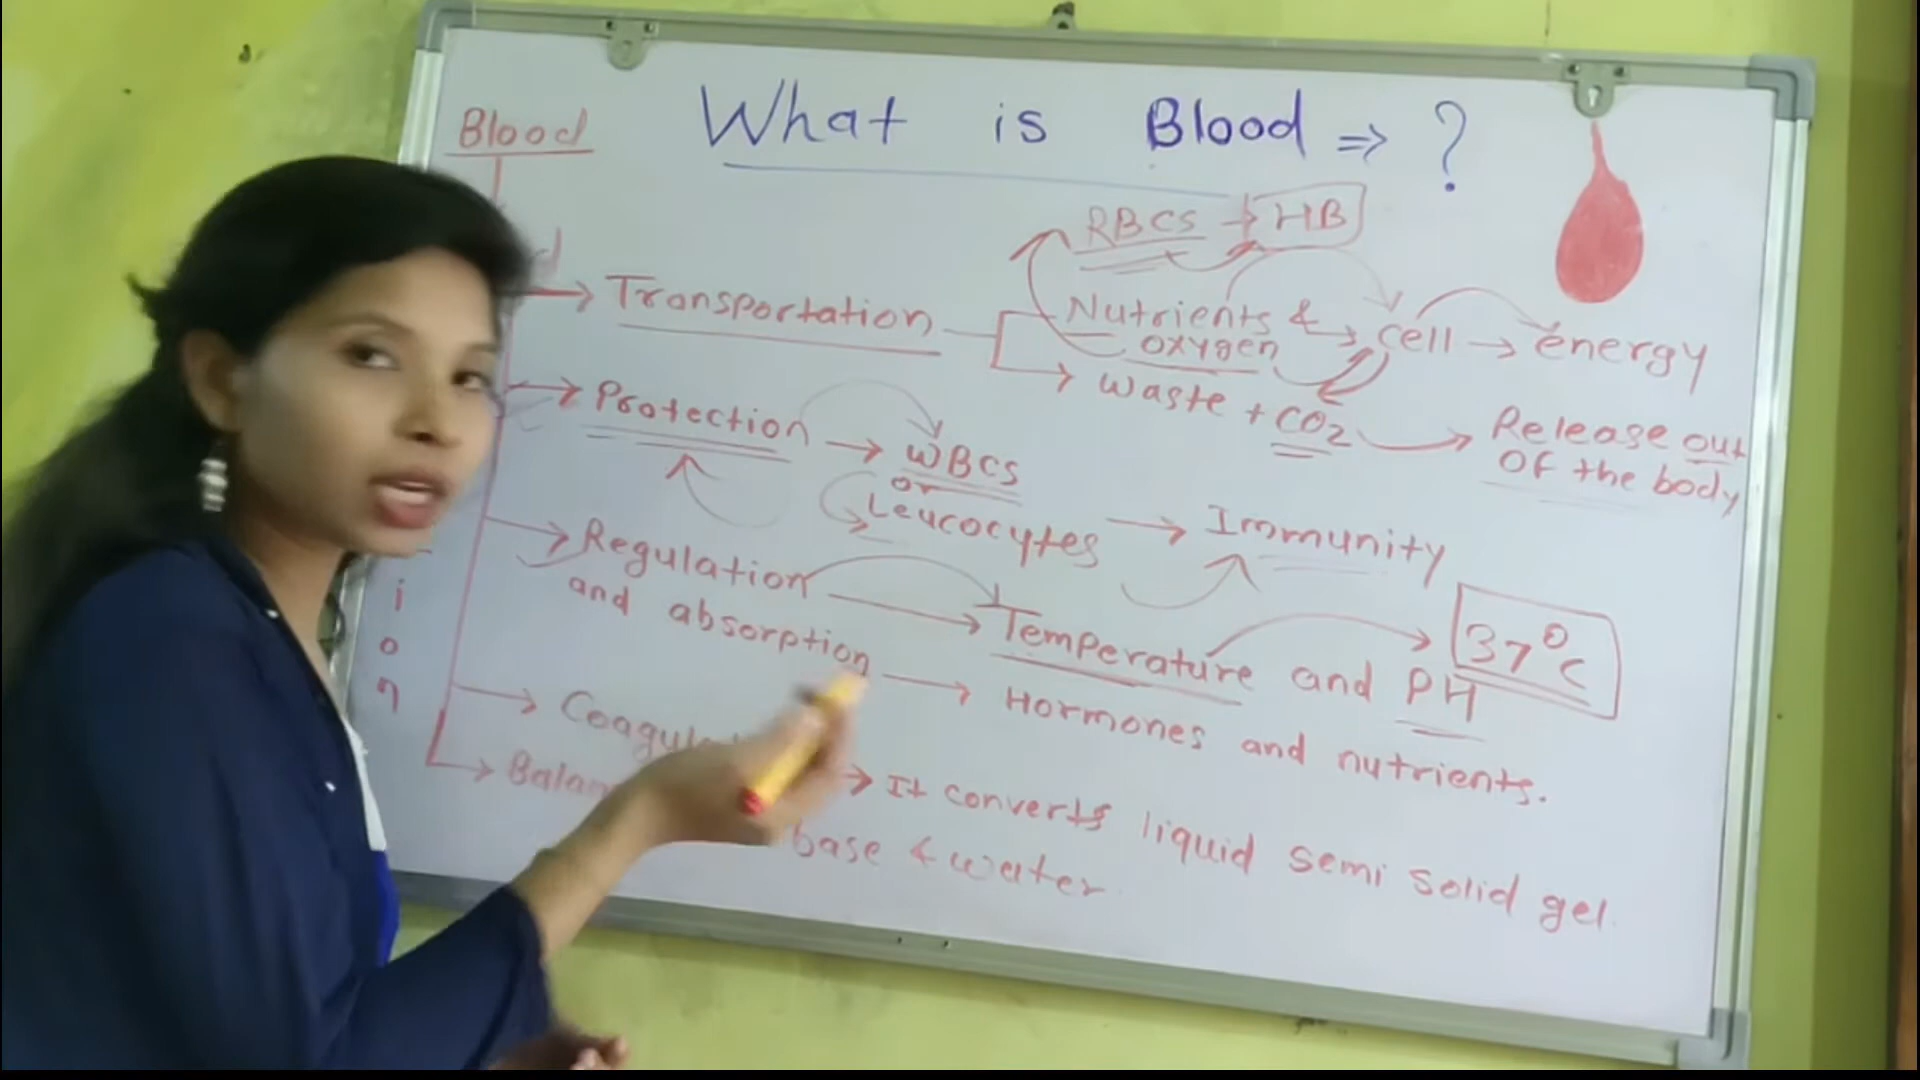 What is Blood ⇒ ?
Blood
RBCS → HB
→ Transportation
Nutrients & → cell → energy
oxygen
→ waste + CO2 → Release out
OF the body
→ Protection → WBCS
or
Leucocytes → Immunity
→ Regulation
and absorption
→ Temperature and PH
37°C
→ Hormones and nutrients.
→
→ It converts liquid semi solid gel.
→
base & water
i
o
n